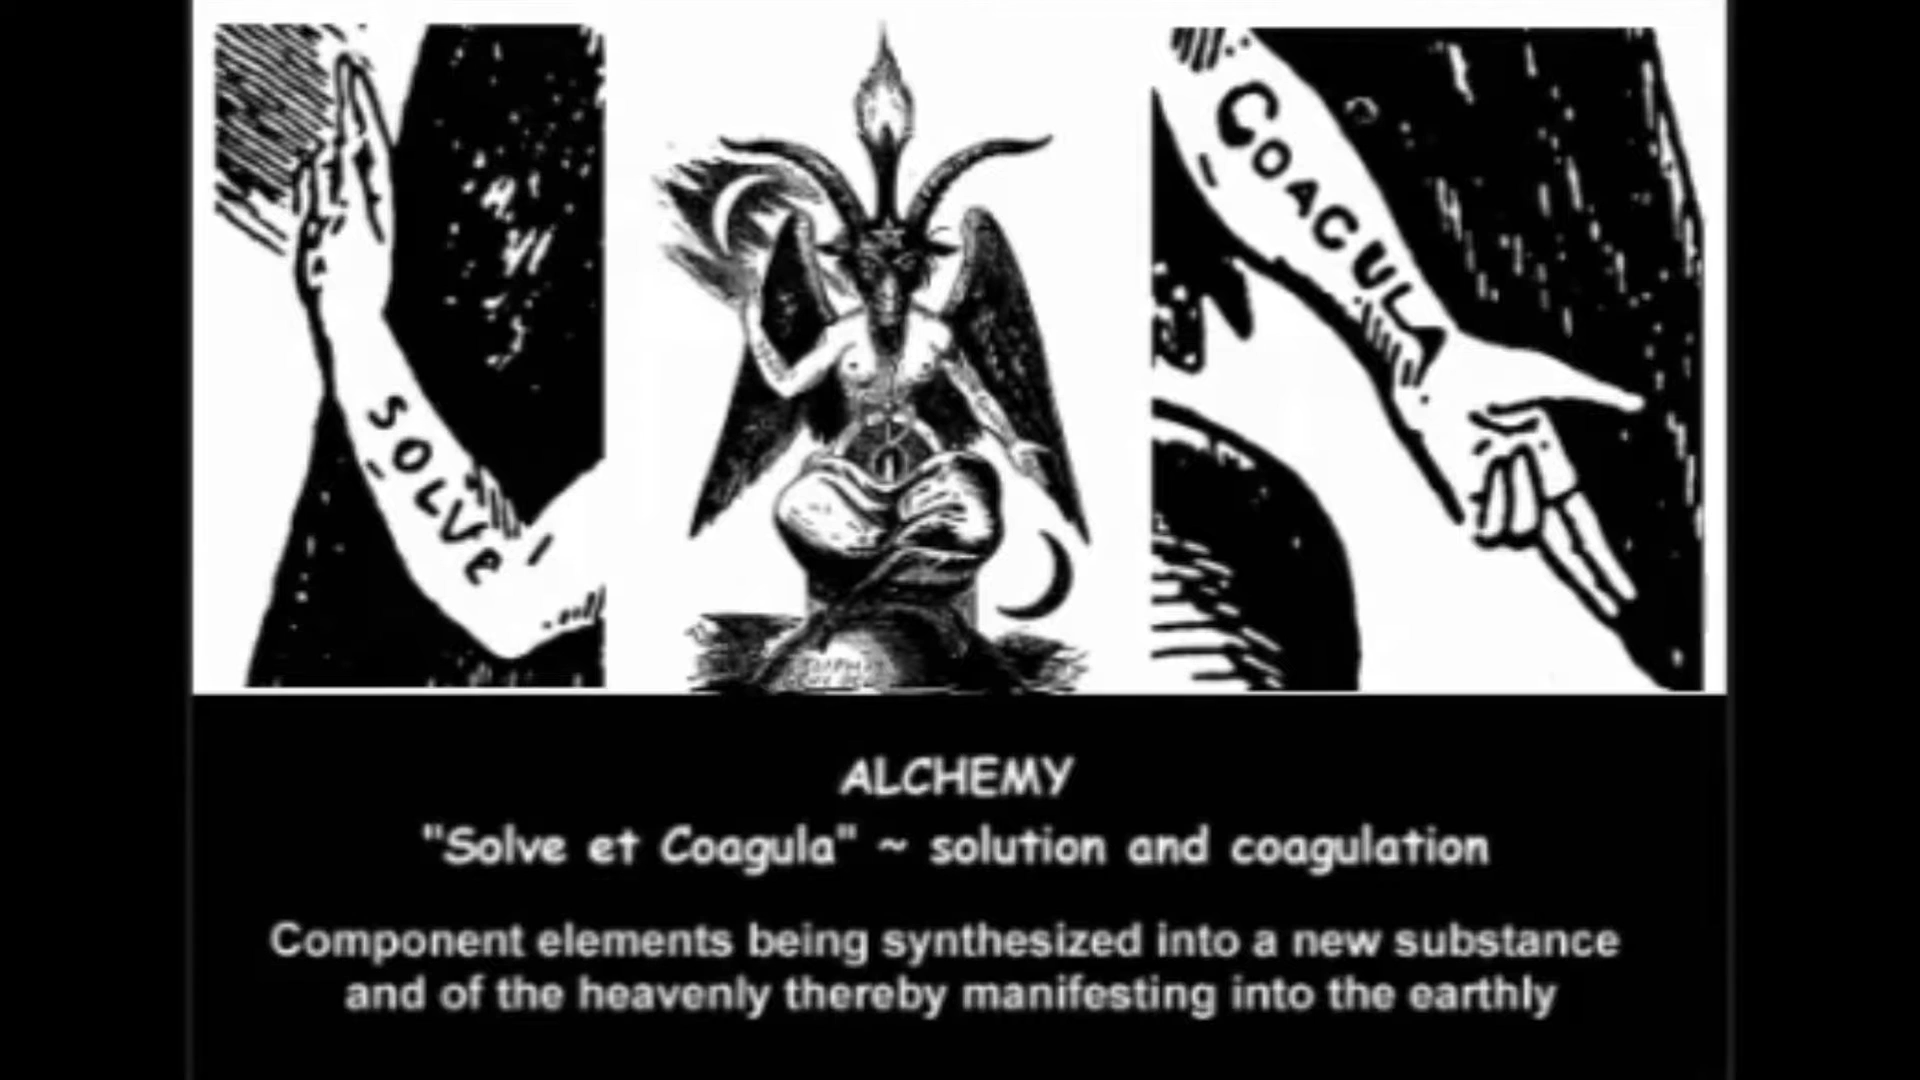 SOLVE
COAGULA
ALCHEMY
"Solve et Coagula" ~ solution and coagulation
Component elements being synthesized into a new substance
and of the heavenly thereby manifesting into the earthly